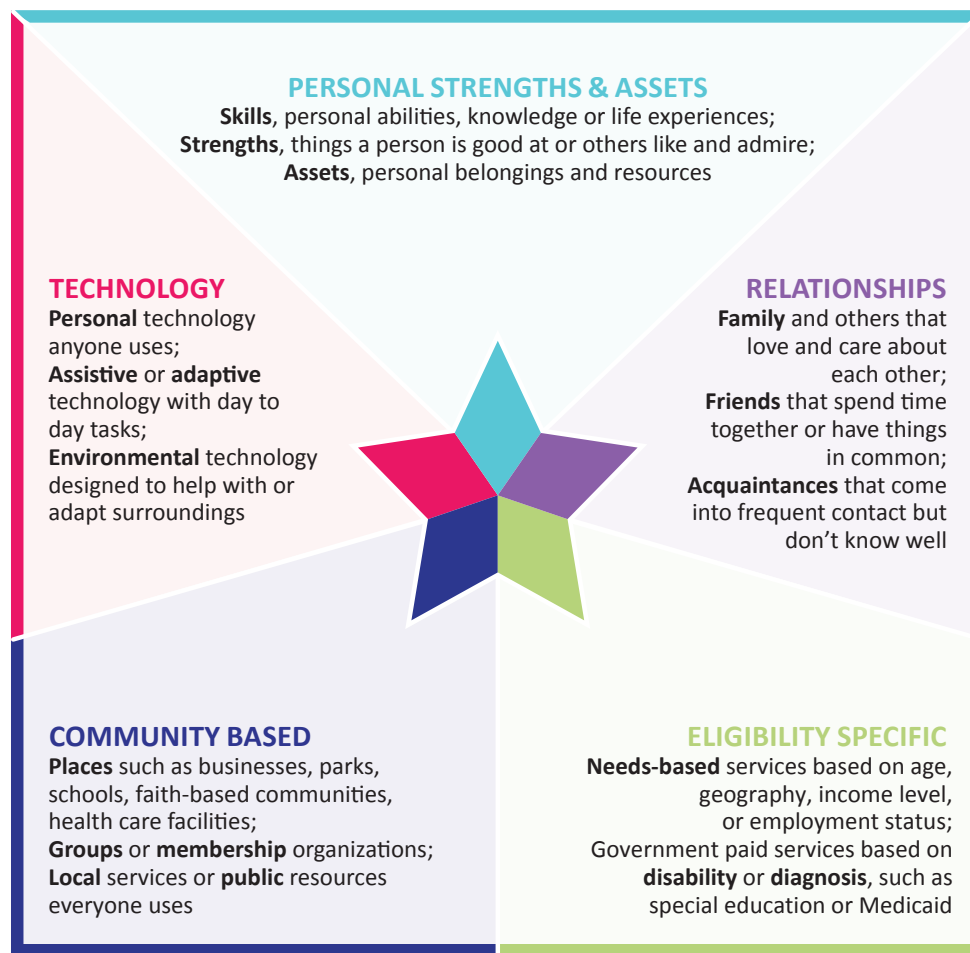 PERSONAL STRENGTHS & ASSETS
Skills, personal abilities, knowledge or life experiences;
Strengths, things a person is good at or others like and admire;
Assets, personal belongings and resources
TECHNOLOGY
Personal technology
anyone uses;
Assistive or adaptive
technology with day to
day tasks;
Environmental technology
designed to help with or
adapt surroundings
RELATIONSHIPS
Family and others that
love and care about
each other;
Friends that spend time
together or have things
in common;
Acquaintances that come
into frequent contact but
don’t know well
COMMUNITY BASED
Places such as businesses, parks,
schools, faith-based communities,
health care facilities;
Groups or membership organizations;
Local services or public resources
everyone uses
ELIGIBILITY SPECIFIC
Needs-based services based on age,
geography, income level,
or employment status;
Government paid services based on
disability or diagnosis, such as
special education or Medicaid